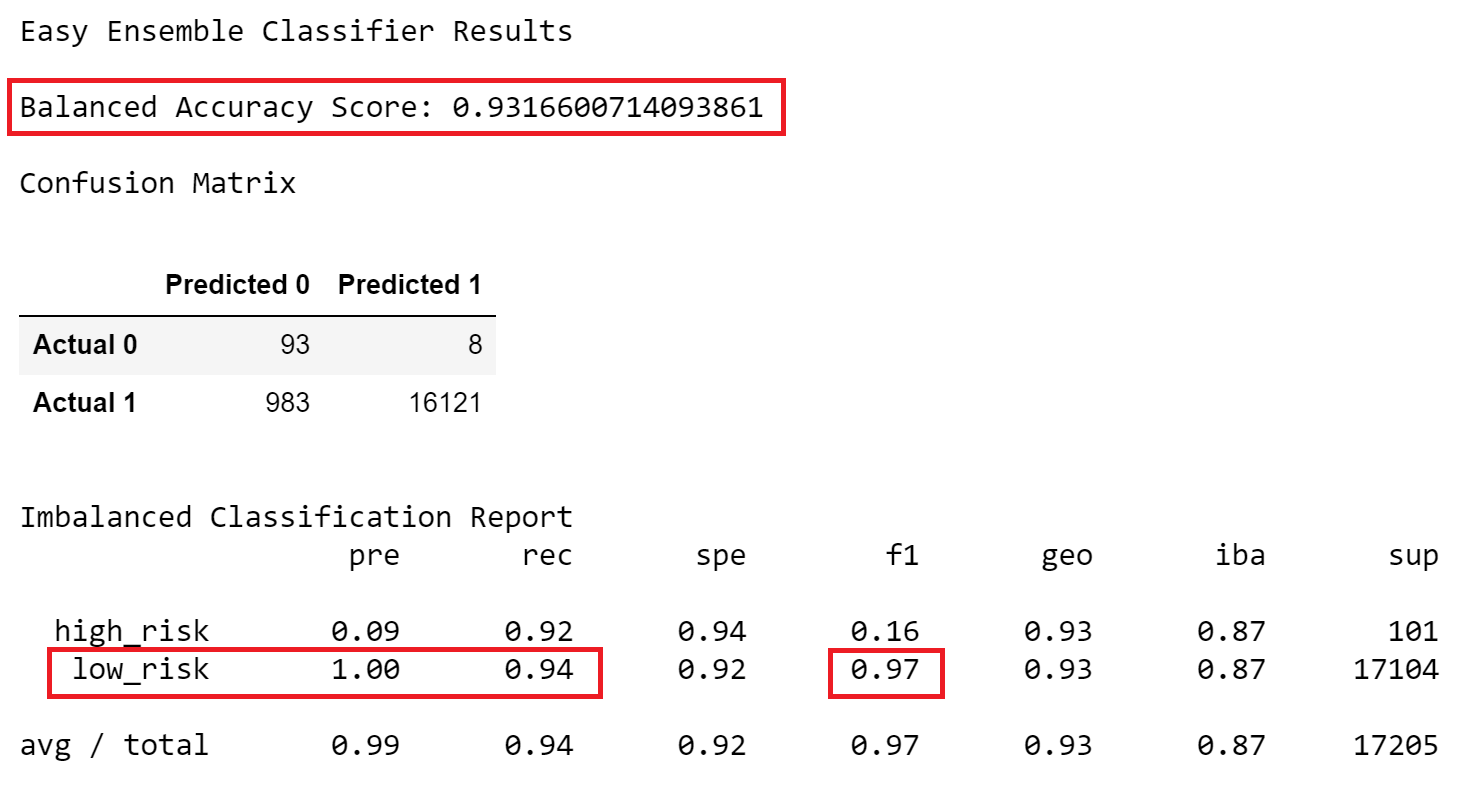 Easy Ensemble Classifier Results
Balanced Accuracy Score: 0.9316600714093861
Confusion Matrix
Predicted 0 Predicted 1
Actual 0 93 8
Actual 1 983 16121
Imbalanced Classification Report
pre rec spe f1 geo iba sup
high_risk 0.09 0.92 0.94 0.16 0.93 0.87 101
low_risk 1.00 0.94 0.92 0.97 0.93 0.87 17104
avg / total 0.99 0.94 0.92 0.97 0.93 0.87 17205